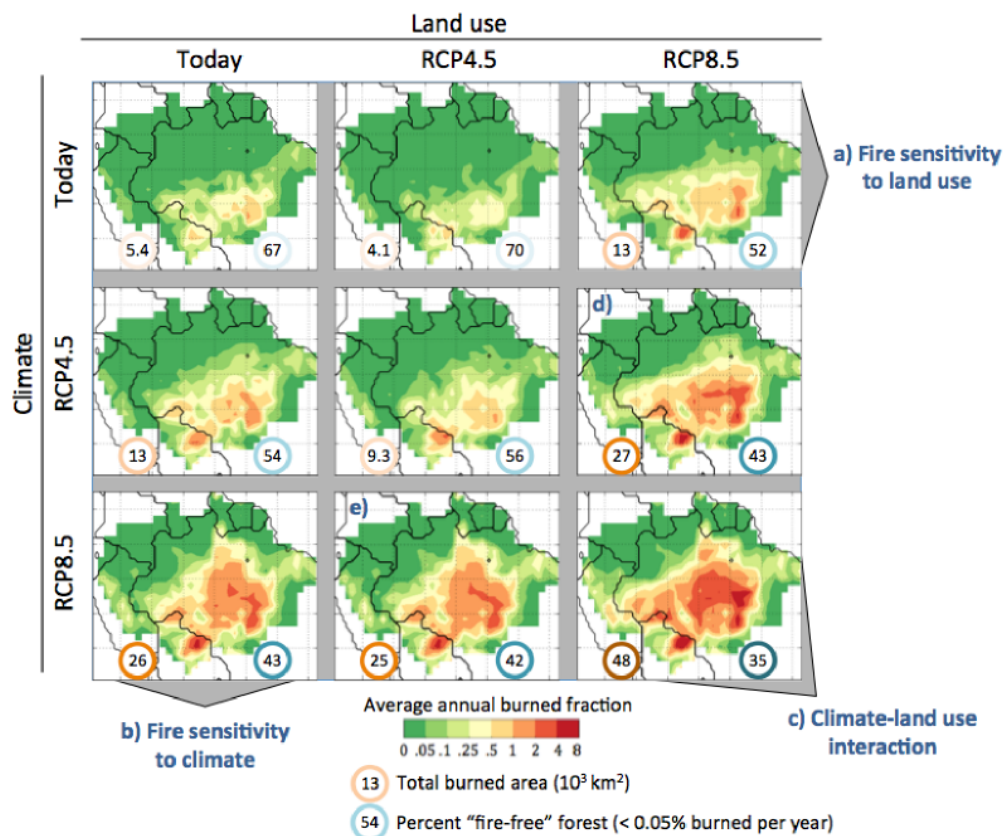 Land use
Today RCP4.5 RCP8.5
Climate
Today
5.4 67 4.1 70 13 52
a) Fire sensitivity
to land use
RCP4.5
d)
13 54 9.3 56 27 43
RCP8.5
e)
26 43 25 42 48 35
b) Fire sensitivity
to climate
Average annual burned fraction
0 .05 .1 .25 .5 1 2 4 8
c) Climate-land use
interaction
13 Total burned area (10³ km²)
54 Percent “fire-free” forest (< 0.05% burned per year)